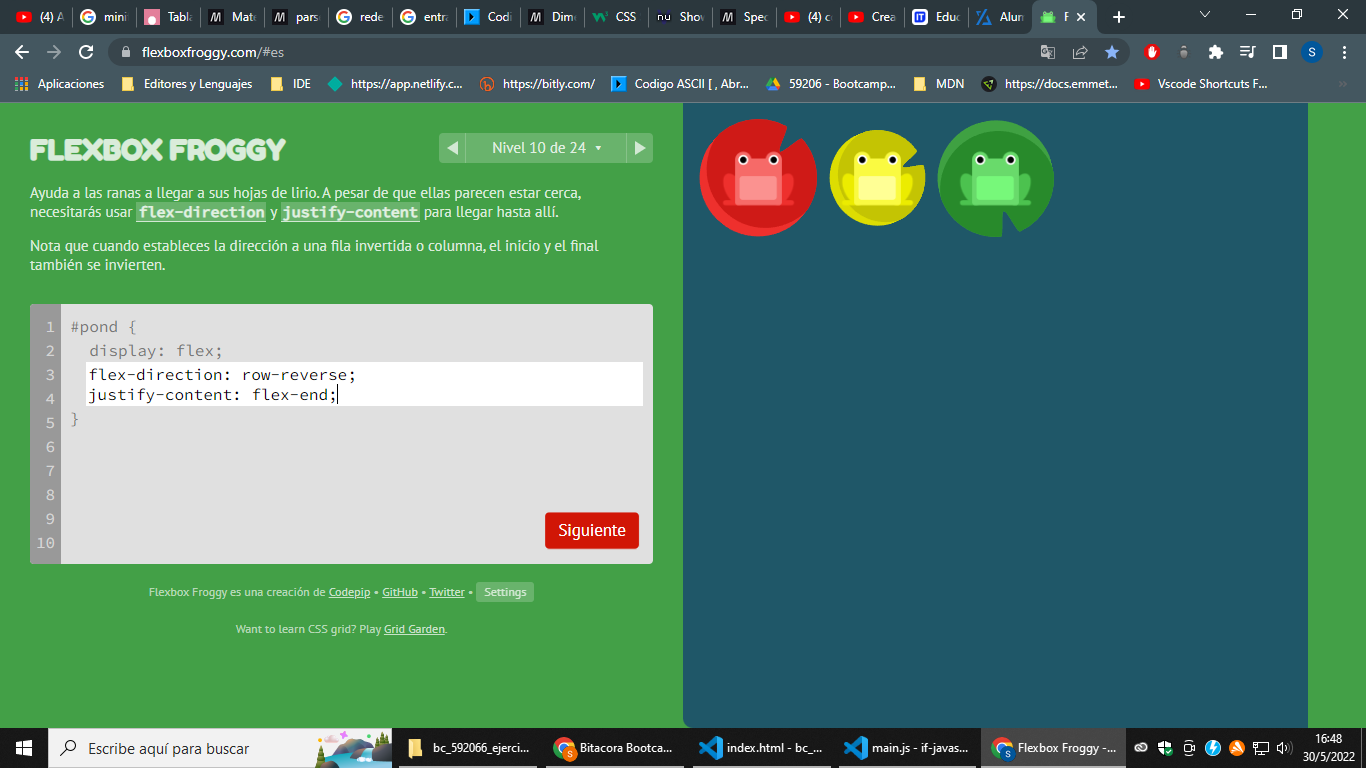 (4) A
mini
Tabla
Mate
parse
rede
entra
Codi
Dime
CSS
Show
Spec
(4) c
Crea
Educ
Alun
F
flexboxfroggy.com/#es
S
Aplicaciones
Editores y Lenguajes
IDE
https://app.netlify.c...
https://bitly.com/
Codigo ASCII [ , Abr...
59206 - Bootcamp...
MDN
https://docs.emmet...
Vscode Shortcuts F...
»
FLEXBOX FROGGY
Nivel 10 de 24
Ayuda a las ranas a llegar a sus hojas de lirio. A pesar de que ellas parecen estar cerca,
necesitarás usar flex-direction y justify-content para llegar hasta allí.
Nota que cuando estableces la dirección a una fila invertida o columna, el inicio y el final
también se invierten.
1 #pond {
2 display: flex;
3 flex-direction: row-reverse;
4 justify-content: flex-end;
5 }
6
7
8
9
10
Siguiente
Flexbox Froggy es una creación de Codepip • GitHub • Twitter • Settings
Want to learn CSS grid? Play Grid Garden.
Escribe aquí para buscar
bc_592066_ejerci...
Bitacora Bootca...
index.html - bc_...
main.js - if-javas...
Flexbox Froggy -...
16:48
30/5/2022